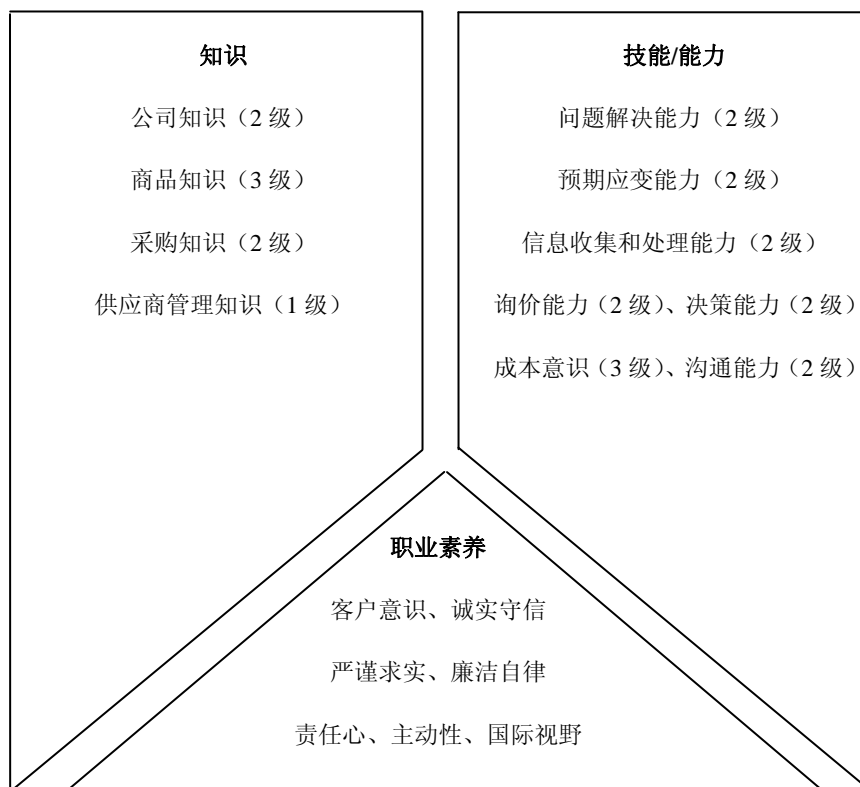 知识
公司知识（2 级）
商品知识（3 级）
采购知识（2 级）
供应商管理知识（1 级）
技能/能力
问题解决能力（2 级）
预期应变能力（2 级）
信息收集和处理能力（2 级）
询价能力（2 级）、决策能力（2 级）
成本意识（3 级）、沟通能力（2 级）
职业素养
客户意识、诚实守信
严谨求实、廉洁自律
责任心、主动性、国际视野